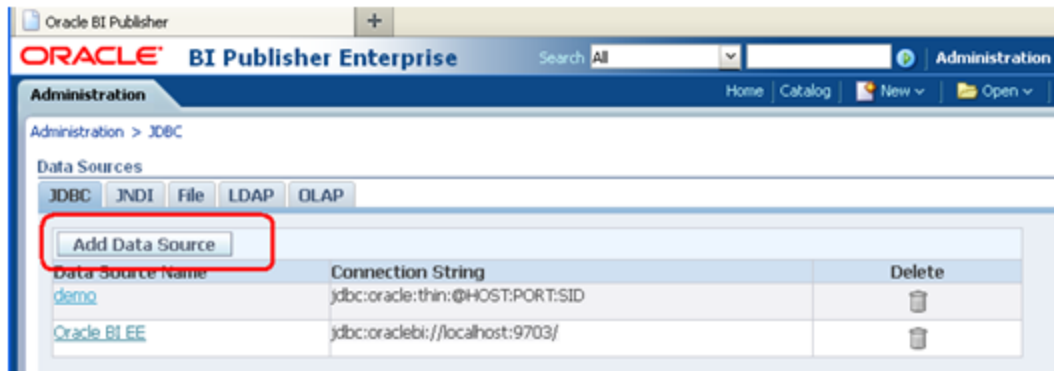 Oracle BI Publisher +
ORACLE BI Publisher Enterprise Search All Administration
Administration Home Catalog New Open
Administration > JDBC
Data Sources
JDBC JNDI File LDAP OLAP
Add Data Source
Data Source Name Connection String Delete
demo jdbc:oracle:thin:@HOST:PORT:SID
Oracle BI EE jdbc:oraclebi://localhost:9703/